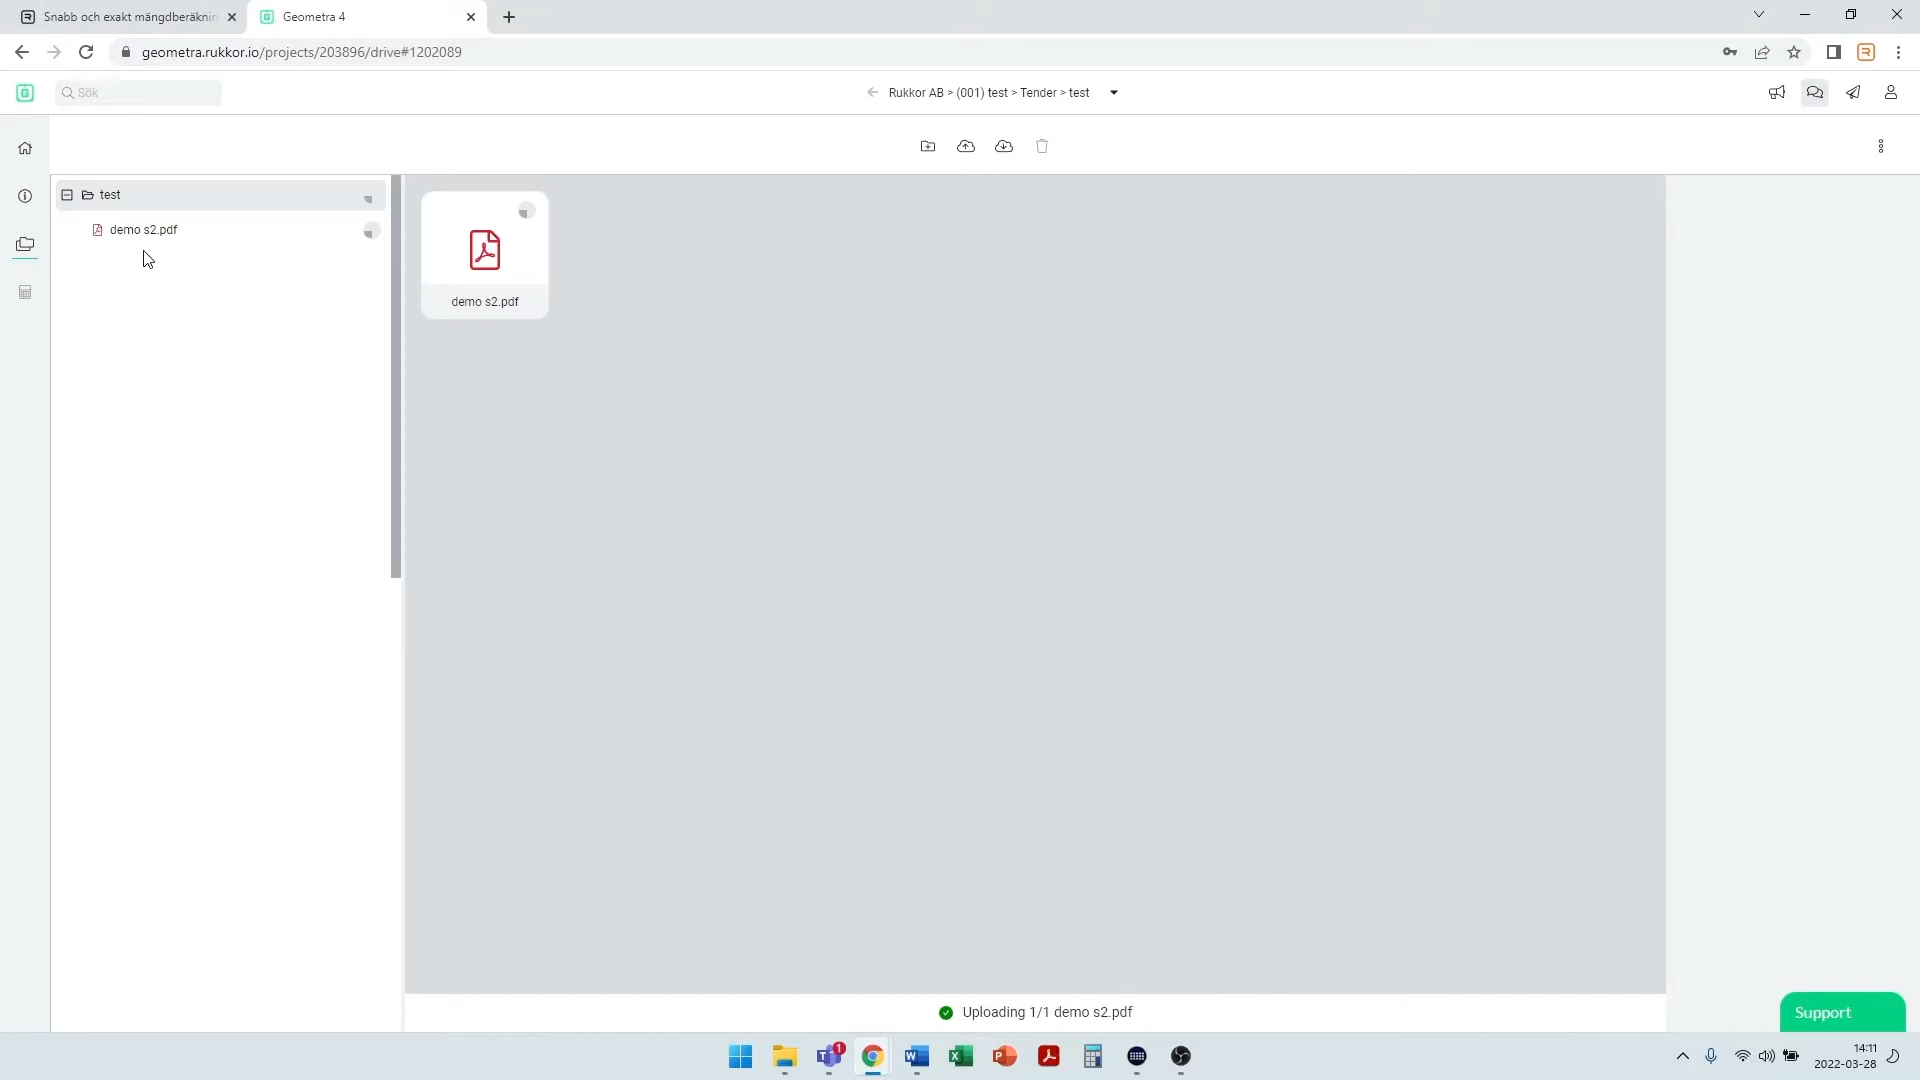 Snabb och exakt mängdberäknin
Geometra 4
geometra.rukkor.io/projects/203896/drive#1202089
Sök
Rukkor AB > (001) test > Tender > test
test
demo s2.pdf
demo s2.pdf
Uploading 1/1 demo s2.pdf
Support
1
14:11
2022-03-28